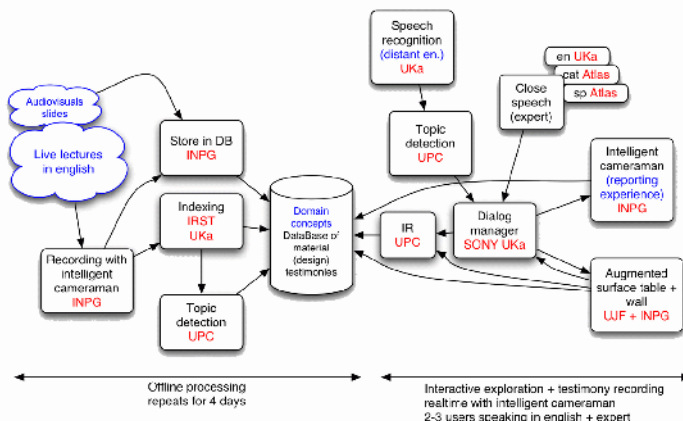 Audiovisuals
slides
Live lectures
in english
Recording with
intelligent
cameraman
INPG
Store in DB
INPG
Indexing
IRST
UKa
Topic
detection
UPC
Domain
concepts
DataBase of
material
(design)
testimonies
Speech
recognition
(distant en.)
UKa
Topic
detection
UPC
en UKa
cat Atlas
sp Atlas
Close
speech
(expert)
IR
UPC
Dialog
manager
SONY UKa
Intelligent
cameraman
(reporting
experience)
INPG
Augmented
surface table +
wall
UJF + INPG
Offline processing
repeats for 4 days
Interactive exploration + testimony recording
realtime with intelligent cameraman
2-3 users speaking in english + expert